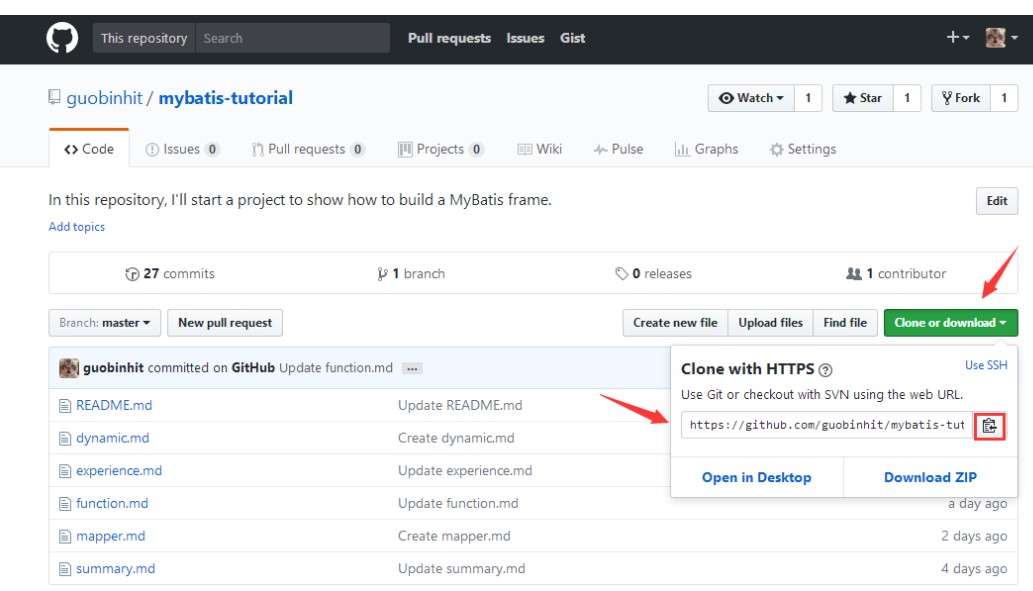 This repository Search Pull requests Issues Gist
guobinhit / mybatis-tutorial Watch 1 Star 1 Fork 1
Code Issues 0 Pull requests 0 Projects 0 Wiki Pulse Graphs Settings
In this repository, I'll start a project to show how to build a MyBatis frame. Edit
Add topics
27 commits 1 branch 0 releases 1 contributor
Branch: master New pull request Create new file Upload files Find file Clone or download
guobinhit committed on GitHub Update function.md ...
Clone with HTTPS Use SSH
Use Git or checkout with SVN using the web URL.
https://github.com/guobinhit/mybatis-tut
Open in Desktop Download ZIP
README.md Update README.md
dynamic.md Create dynamic.md
experience.md Update experience.md
function.md Update function.md a day ago
mapper.md Create mapper.md 2 days ago
summary.md Update summary.md 4 days ago